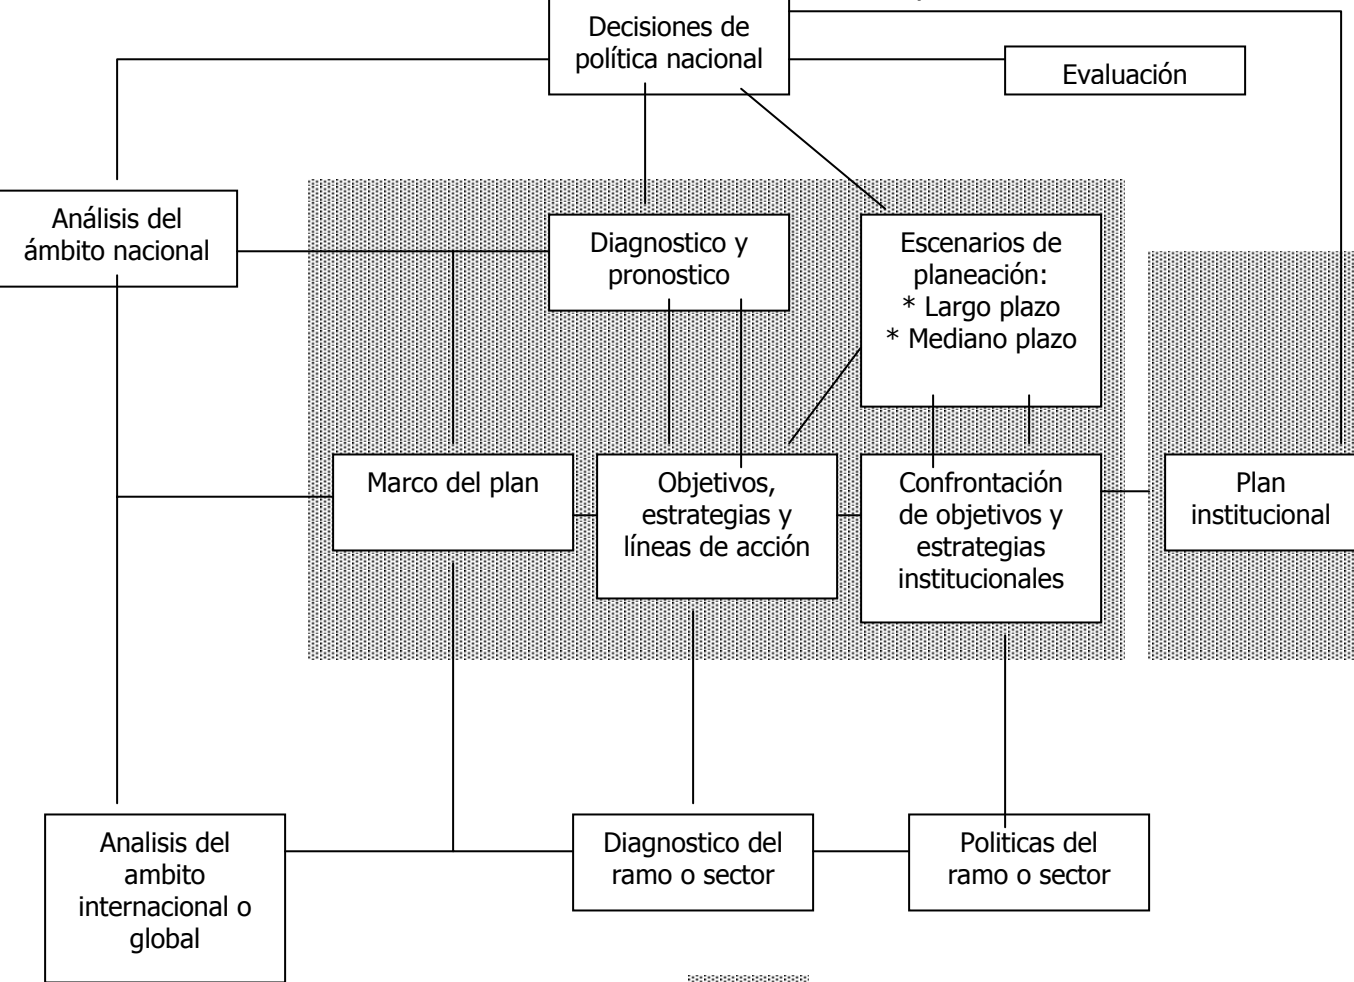 Decisiones de
política nacional
Evaluación
Análisis del
ámbito nacional
Diagnostico y
pronostico
Escenarios de
planeación:
* Largo plazo
* Mediano plazo
Marco del plan
Objetivos,
estrategias y
líneas de acción
Confrontación
de objetivos y
estrategias
institucionales
Plan
institucional
Analisis del
ambito
internacional o
global
Diagnostico del
ramo o sector
Politicas del
ramo o sector